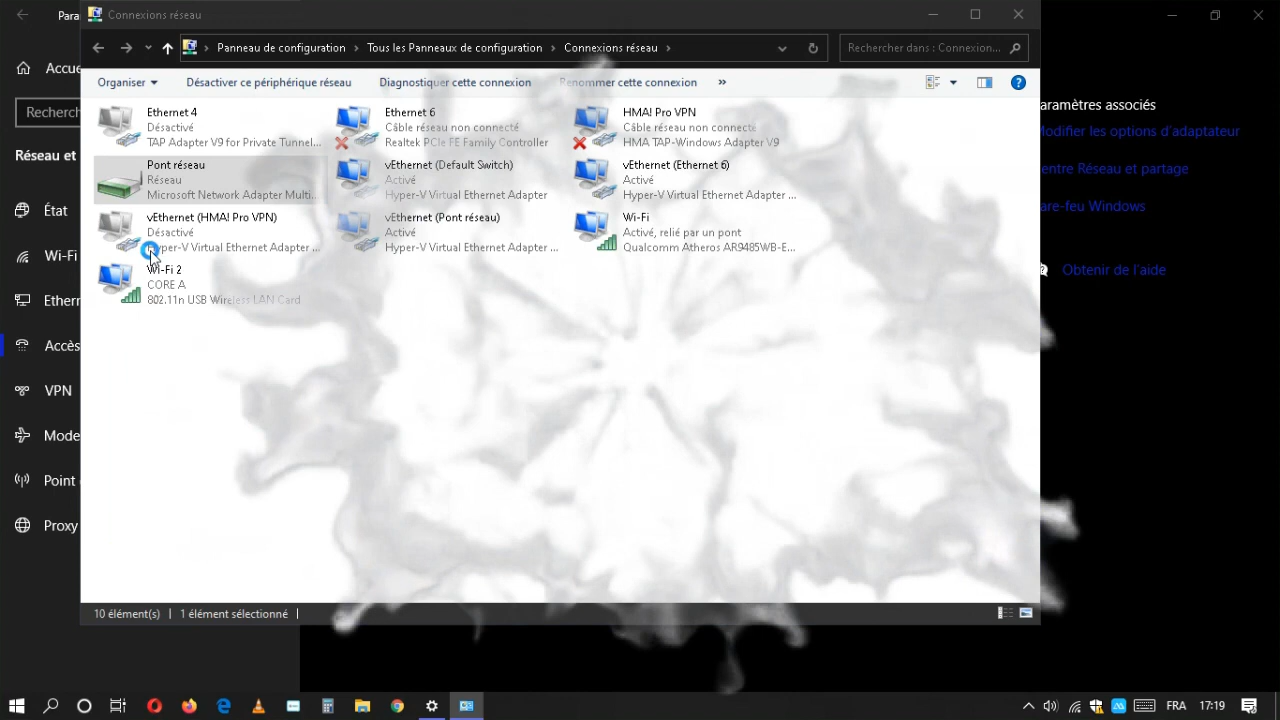 Para
Connexions réseau
Panneau de configuration > Tous les Panneaux de configuration > Connexions réseau >
Rechercher dans : Connexion...
Accue
Recherch
Réseau et
État
Wi-Fi
Ethern
Accès
VPN
Mode
Point
Proxy
Organiser
Désactiver ce périphérique réseau
Diagnostiquer cette connexion
Renommer cette connexion
»
Ethernet 4
Désactivé
TAP Adapter V9 for Private Tunnel...
Ethernet 6
Câble réseau non connecté
Realtek PCIe FE Family Controller
HMA! Pro VPN
Câble réseau non connecté
HMA TAP-Windows Adapter V9
Pont réseau
Réseau
Microsoft Network Adapter Multi...
vEthernet (Default Switch)
Activé
Hyper-V Virtual Ethernet Adapter
vEthernet (Ethernet 6)
Activé
Hyper-V Virtual Ethernet Adapter ...
vEthernet (HMA! Pro VPN)
Désactivé
Hyper-V Virtual Ethernet Adapter ...
vEthernet (Pont réseau)
Activé
Hyper-V Virtual Ethernet Adapter ...
Wi-Fi
Activé, relié par un pont
Qualcomm Atheros AR9485WB-E...
Wi-Fi 2
CORE A
802.11n USB Wireless LAN Card
10 élément(s)
1 élément sélectionné
aramètres associés
Modifier les options d'adaptateur
entre Réseau et partage
are-feu Windows
Obtenir de l'aide
FRA
17:19